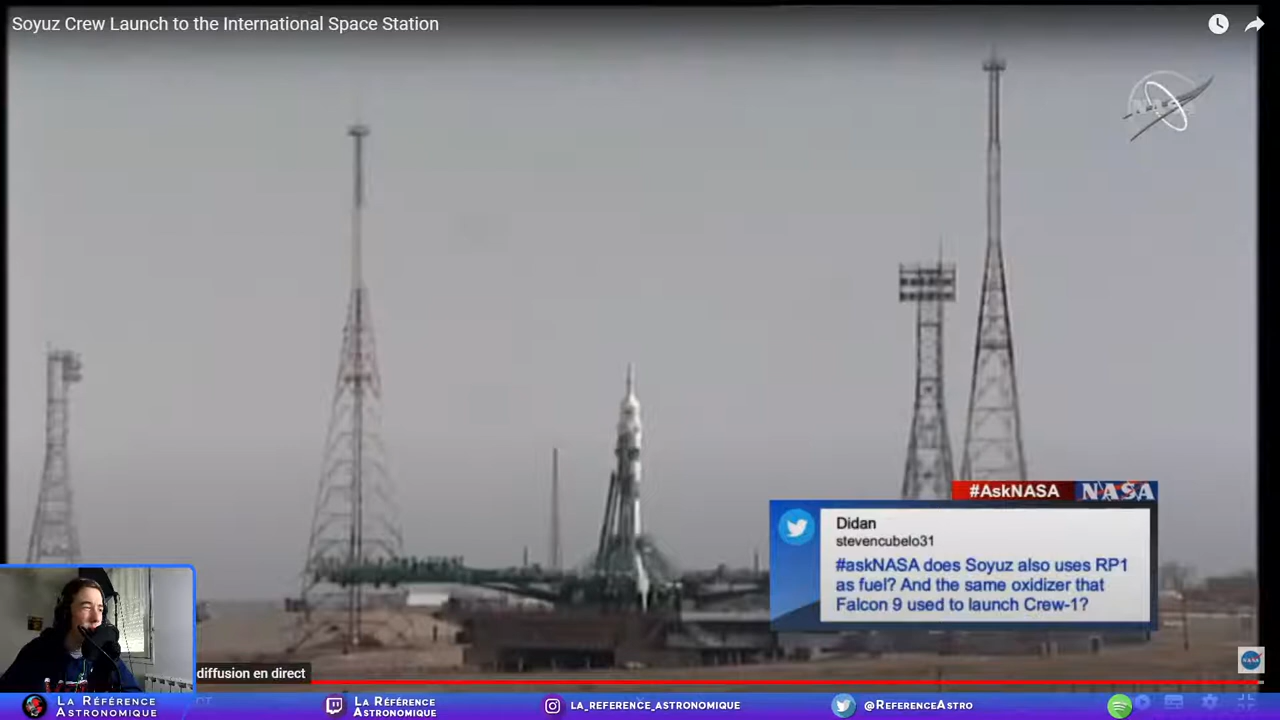 Soyuz Crew Launch to the International Space Station
NASA
#AskNASA
NASA
Didan
stevencubelo31
#askNASA does Soyuz also uses RP1
as fuel? And the same oxidizer that
Falcon 9 used to launch Crew-1?
NASA
diffusion en direct
La Référence
Astronomique
La Référence
Astronomique
la_reference_astronomique
@ReferenceAstro